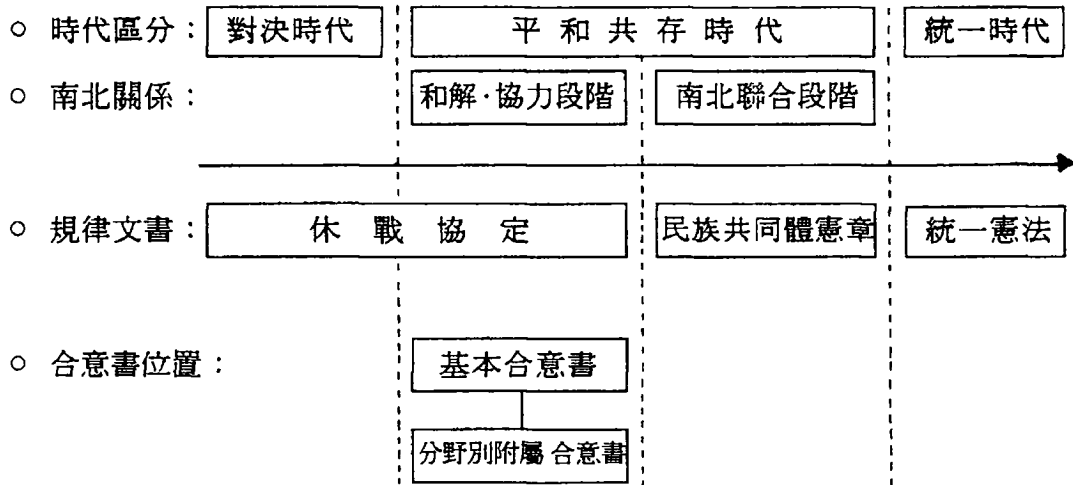 ○ 時代區分 : 對決時代 平 和 共 存 時 代 統一時代
○ 南北關係 : 和解·協力段階 南北聯合段階
○ 規律文書 : 休 戰 協 定 民族共同體憲章 統一憲法
○ 合意書位置 : 基本合意書
分野別附屬 合意書